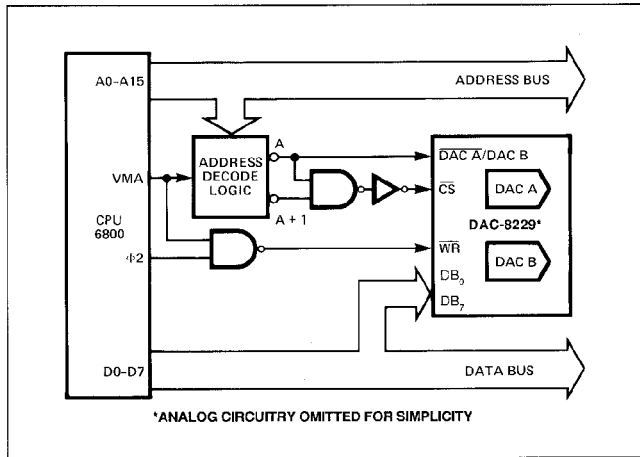 A0–A15
ADDRESS BUS
A
ADDRESS
DECODE
LOGIC
DAC A/DAC B
VMA
CS
DAC A
A + 1
CPU
6800
DAC-8229*
Φ2
WR
DAC B
DB0
DB7
D0–D7
DATA BUS
*ANALOG CIRCUITRY OMITTED FOR SIMPLICITY